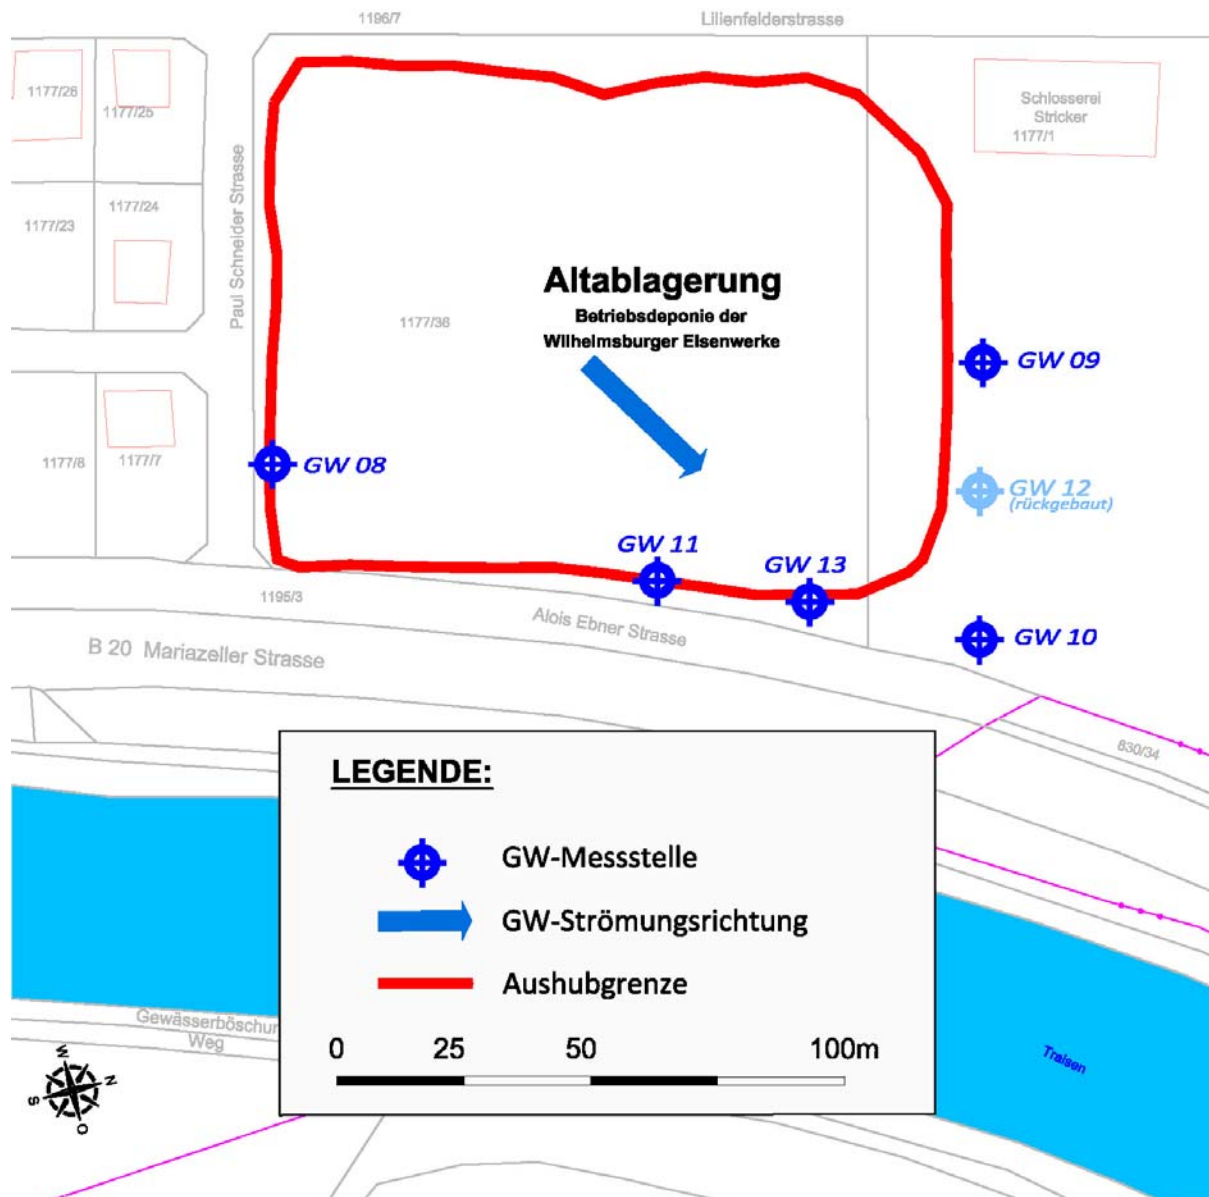 1196/7
Lilienfelderstrasse
1177/26
1177/25
Schlosserei
Stricker
1177/1
Paul Schneider Strasse
1177/24
1177/23
Altablagerung
Betriebsdeponie der
Wilhelmsburger Eisenwerke
1177/36
GW 09
1177/8
1177/7
GW 08
GW 12
(rückgebaut)
GW 11
GW 13
1195/3
Alois Ebner Strasse
GW 10
B 20 Mariazeller Strasse
830/34
LEGENDE:
GW-Messstelle
GW-Strömungsrichtung
Aushubgrenze
Gewässerböschun
Weg
0 25 50 100m
Traisen
W
N
S
O